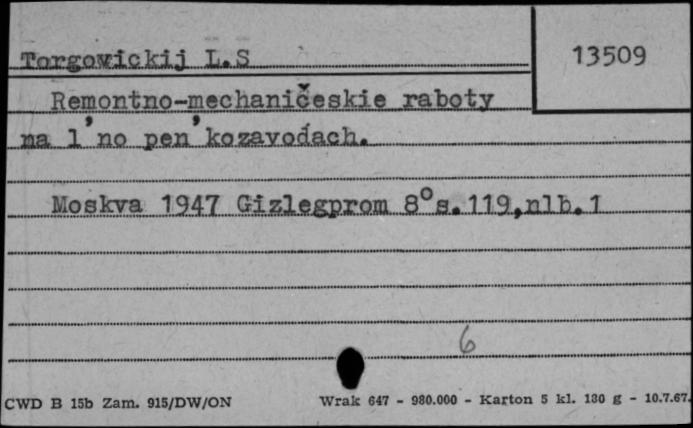 Torgovickij L.S
13509
Remontno-mechaničeskie raboty
na l'no pen'kozavodach.
Moskva 1947 Gizlegprom 8° s.119,nlb.1
6
CWD B 15b Zam. 915/DW/ON Wrak 647 - 980.000 - Karton 5 kl. 180 g - 10.7.67.